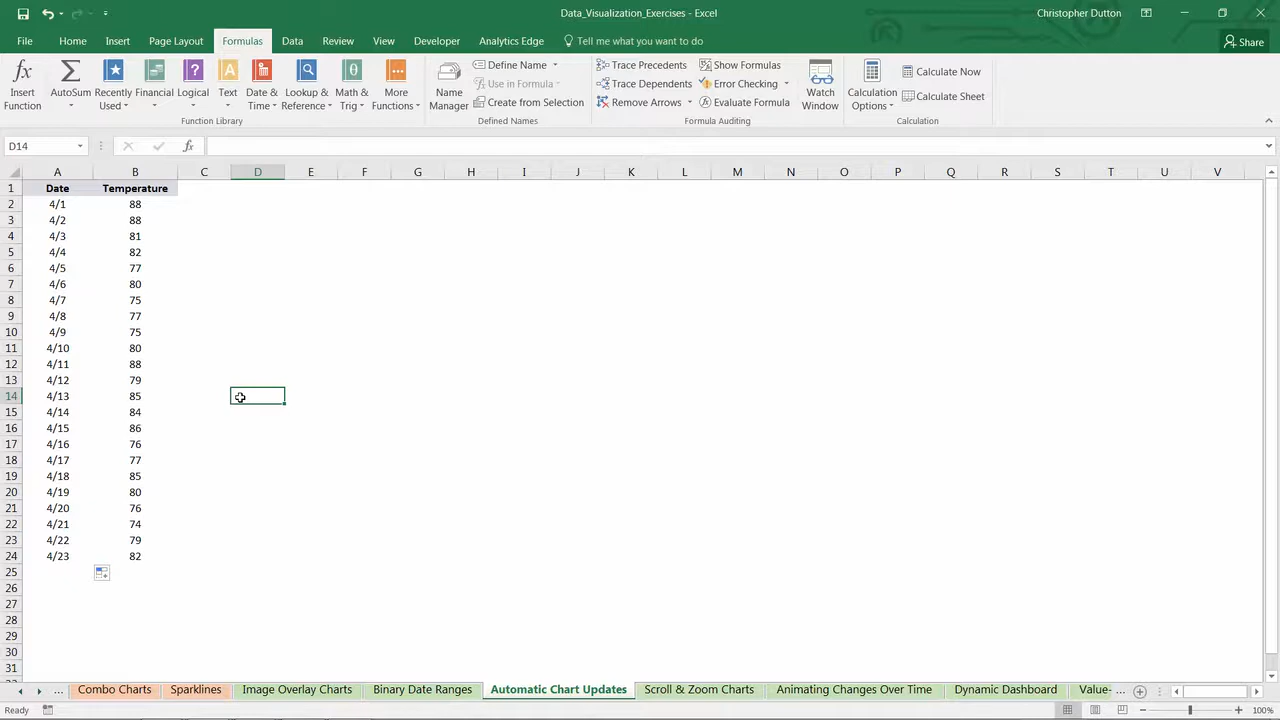 Data_Visualization_Exercises - Excel
Christopher Dutton
File Home Insert Page Layout Formulas Data Review View Developer Analytics Edge Tell me what you want to do
Share
Insert Function
AutoSum
Recently Used
Financial
Logical
Text
Date & Time
Lookup & Reference
Math & Trig
More Functions
Function Library
Name Manager
Define Name
Use in Formula
Create from Selection
Defined Names
Trace Precedents
Trace Dependents
Remove Arrows
Show Formulas
Error Checking
Evaluate Formula
Formula Auditing
Watch Window
Calculation Options
Calculate Now
Calculate Sheet
Calculation
D14
fx
A B C D E F G H I J K L M N O P Q R S T U V
1 Date Temperature
2 4/1 88
3 4/2 88
4 4/3 81
5 4/4 82
6 4/5 77
7 4/6 80
8 4/7 75
9 4/8 77
10 4/9 75
11 4/10 80
12 4/11 88
13 4/12 79
14 4/13 85
15 4/14 84
16 4/15 86
17 4/16 76
18 4/17 77
19 4/18 85
20 4/19 80
21 4/20 76
22 4/21 74
23 4/22 79
24 4/23 82
25
26
27
28
29
30
31
... Combo Charts Sparklines Image Overlay Charts Binary Date Ranges Automatic Chart Updates Scroll & Zoom Charts Animating Changes Over Time Dynamic Dashboard Value- ...
Ready
100%